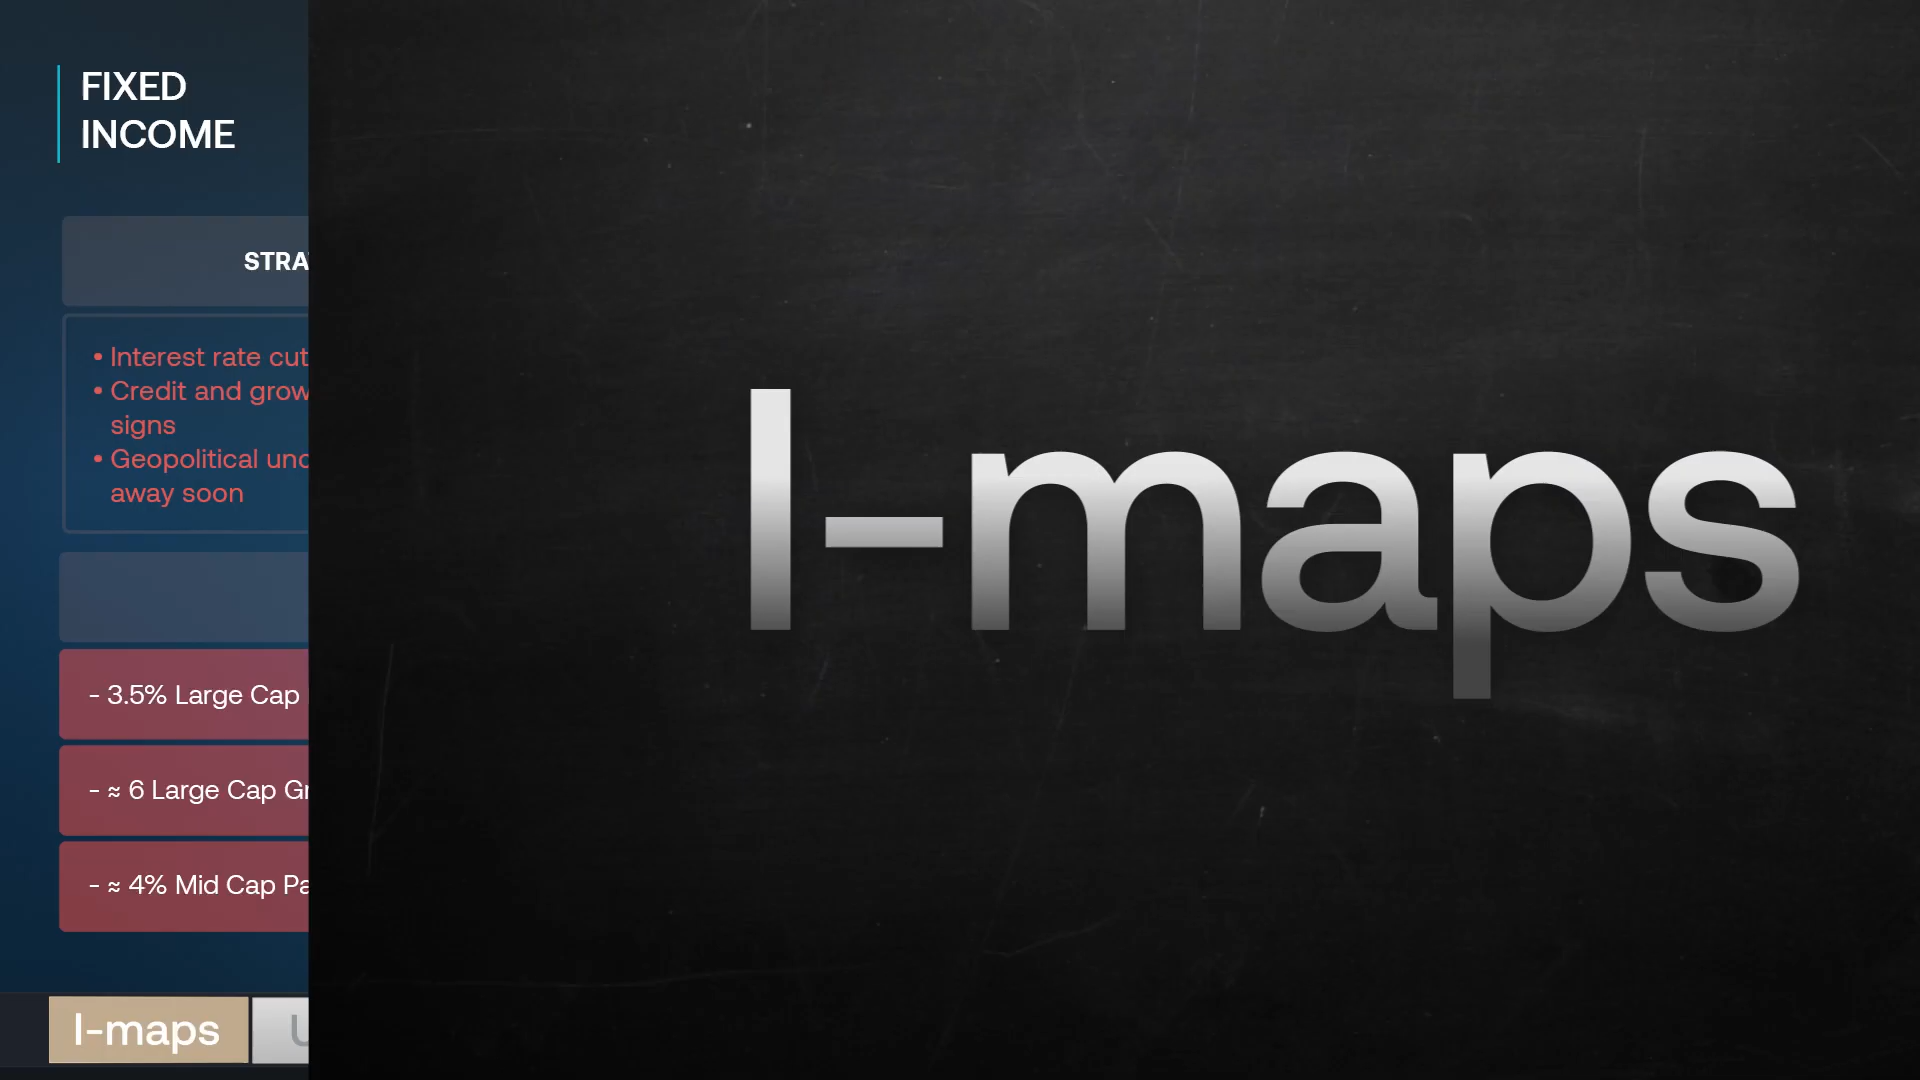 FIXED
INCOME
STRA
• Interest rate cut
• Credit and grow
signs
• Geopolitical unc
away soon
- 3.5% Large Cap
- ≈ 6 Large Cap Gr
- ≈ 4% Mid Cap Pa
I-maps
U
I-maps